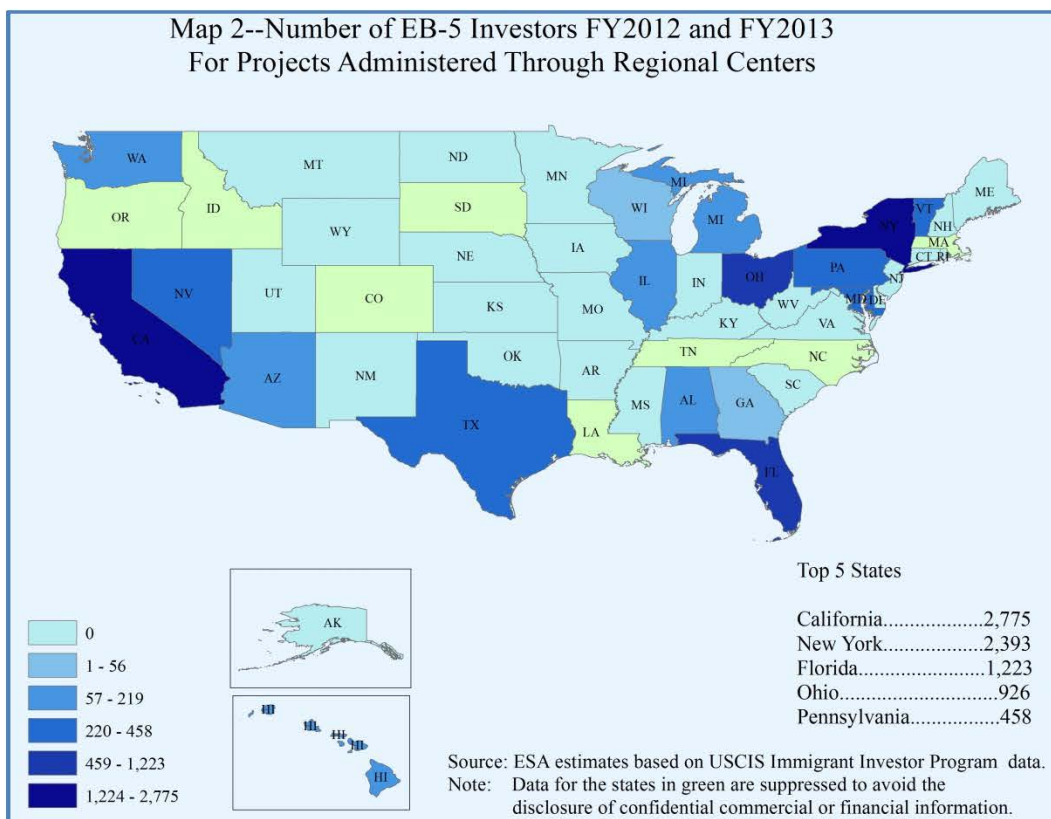 Map 2--Number of EB-5 Investors FY2012 and FY2013
For Projects Administered Through Regional Centers
WA
MT
ND
MN
ME
OR
ID
SD
WI
MI
MI
VT
NH
NY
MA
CT RI
WY
NE
IA
PA
NJ
NV
UT
CO
KS
MO
IL
IN
OH
WV
MD
DE
VA
KY
CA
AZ
NM
OK
AR
TN
NC
SC
TX
LA
MS
AL
GA
FL
AK
HI
HI
HI
HI
HI
0
1 - 56
57 - 219
220 - 458
459 - 1,223
1,224 - 2,775
Top 5 States
California.....................2,775
New York.....................2,393
Florida.........................1,223
Ohio...............................926
Pennsylvania..................458
Source: ESA estimates based on USCIS Immigrant Investor Program data.
Note: Data for the states in green are suppressed to avoid the
disclosure of confidential commercial or financial information.